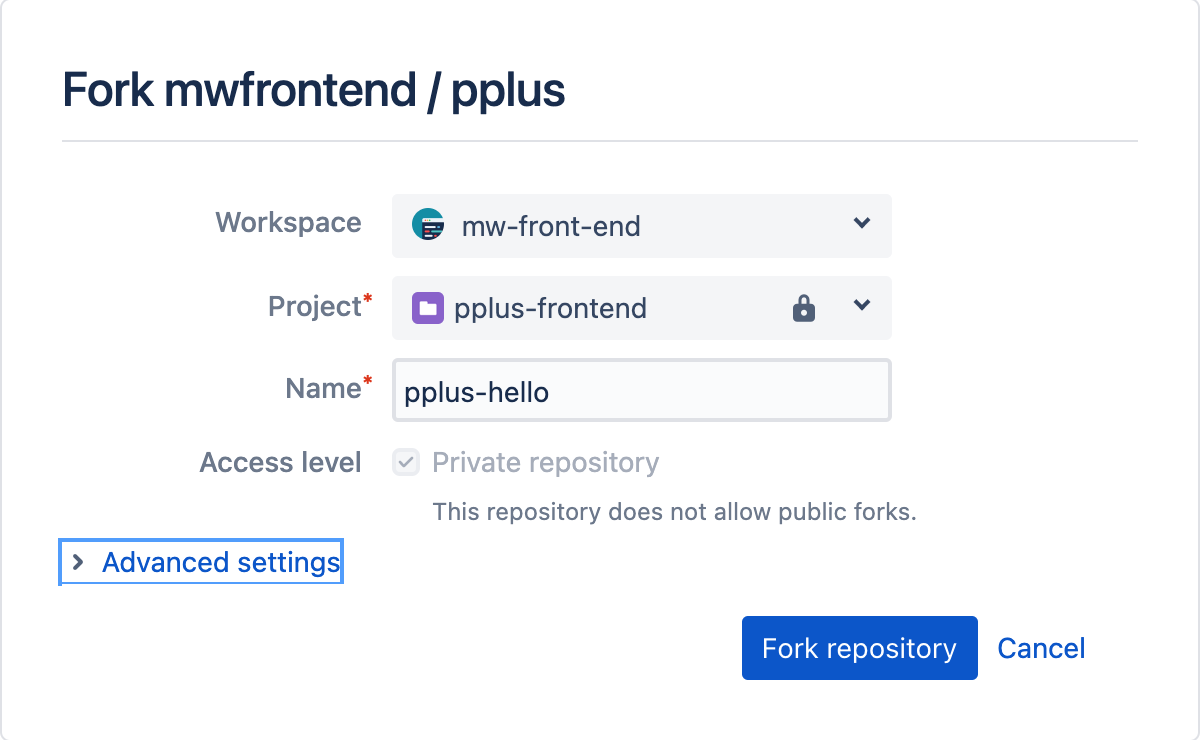 Fork mwfrontend / pplus
Workspace mw-front-end
Project* pplus-frontend
Name* pplus-hello
Access level Private repository
This repository does not allow public forks.
Advanced settings
Fork repository Cancel